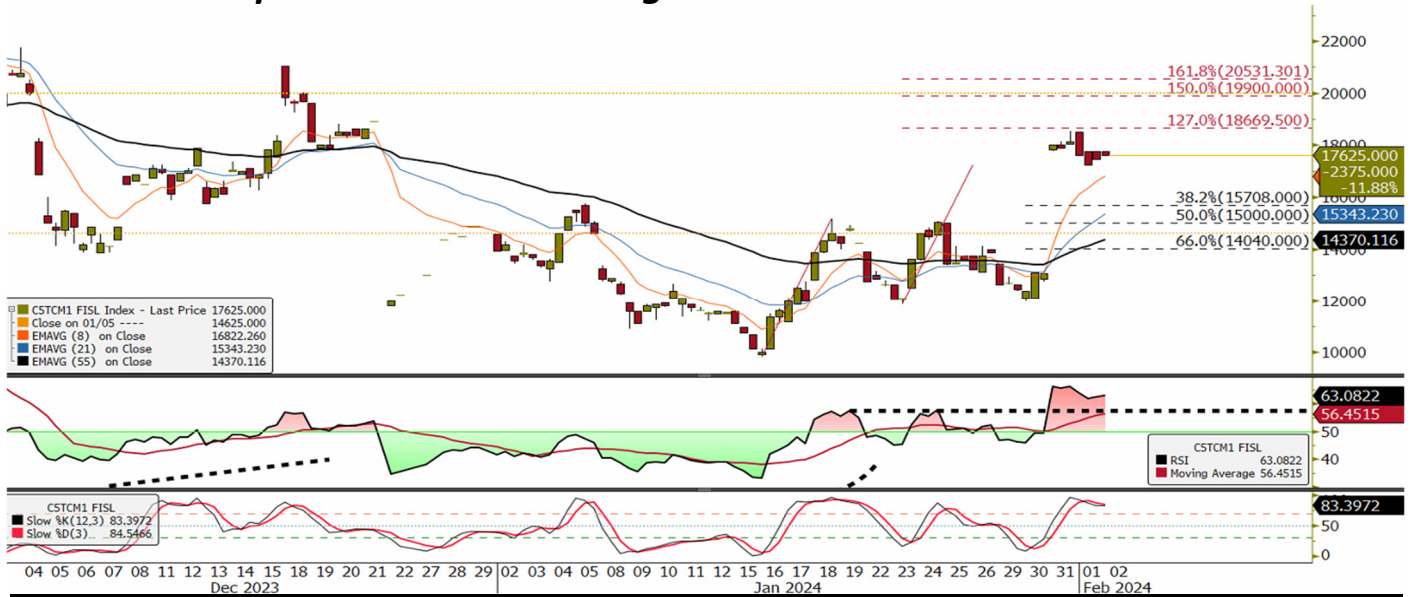 22000
161.8%(20531.301)
150.0%(19900.000)
20000
127.0%(18669.500)
18000
17625.000
-2375.000
-11.88%
16000
38.2%(15708.000)
15343.230
50.0%(15000.000)
66.0%(14040.000)
14370.116
14000
12000
10000
C5TCM1 FISL Index - Last Price 17625.000
Close on 01/05 ---- 14625.000
EMAVG (8) on Close 16822.260
EMAVG (21) on Close 15343.230
EMAVG (55) on Close 14370.116
63.0822
56.4515
50
40
C5TCM1 FISL
RSI 63.0822
Moving Average 56.4515
C5TCM1 FISL
Slow %K(12,3) 83.3972
Slow %D(3) 84.5466
83.3972
50
0
04 05 06 07 08 11 12 13 14 15 18 19 20 21 22 27 28 29 02 03 04 05 08 09 10 11 12 15 16 17 18 19 22 23 24 25 26 29 30 31 01 02
Dec 2023 Jan 2024 Feb 2024